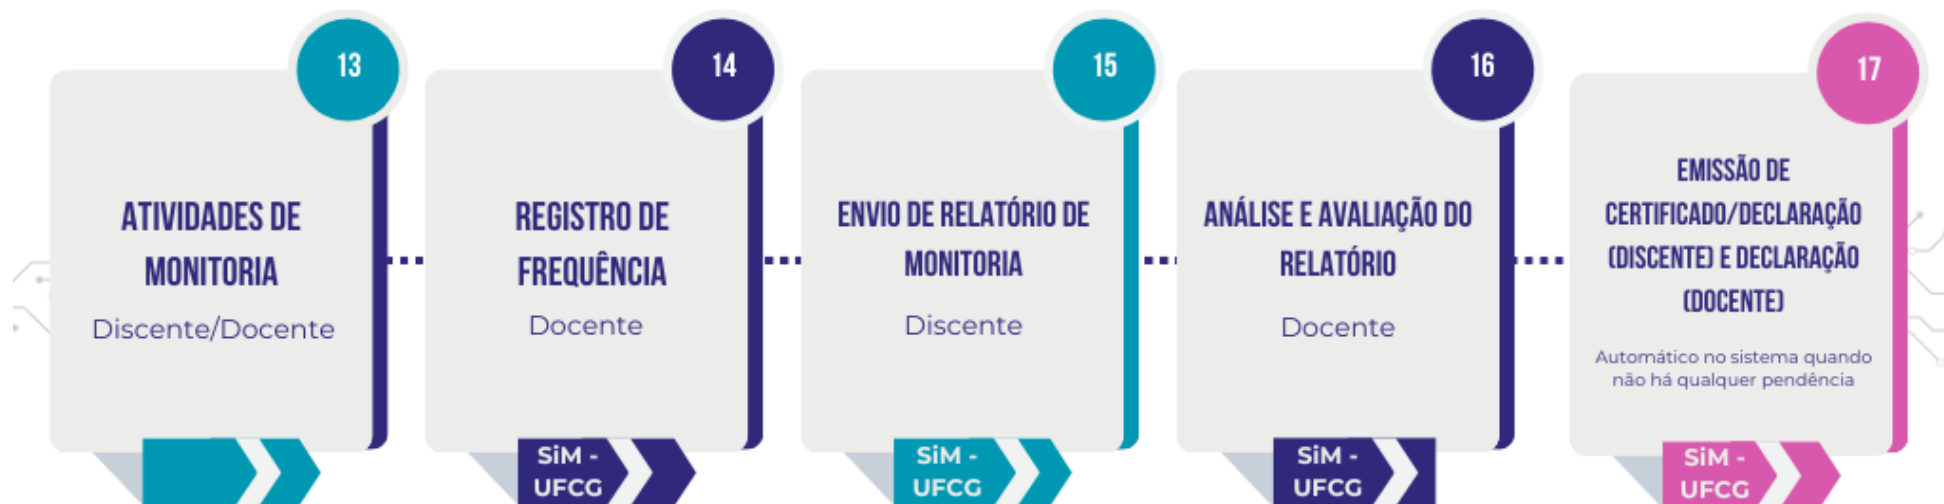 13
ATIVIDADES DE
MONITORIA
Discente/Docente
14
REGISTRO DE
FREQUÊNCIA
Docente
SiM -
UFCG
15
ENVIO DE RELATÓRIO DE
MONITORIA
Discente
SiM -
UFCG
16
ANÁLISE E AVALIAÇÃO DO
RELATÓRIO
Docente
SiM -
UFCG
17
EMISSÃO DE
CERTIFICADO/DECLARAÇÃO
(DISCENTE) E DECLARAÇÃO
(DOCENTE)
Automático no sistema quando
não há qualquer pendência
SiM -
UFCG